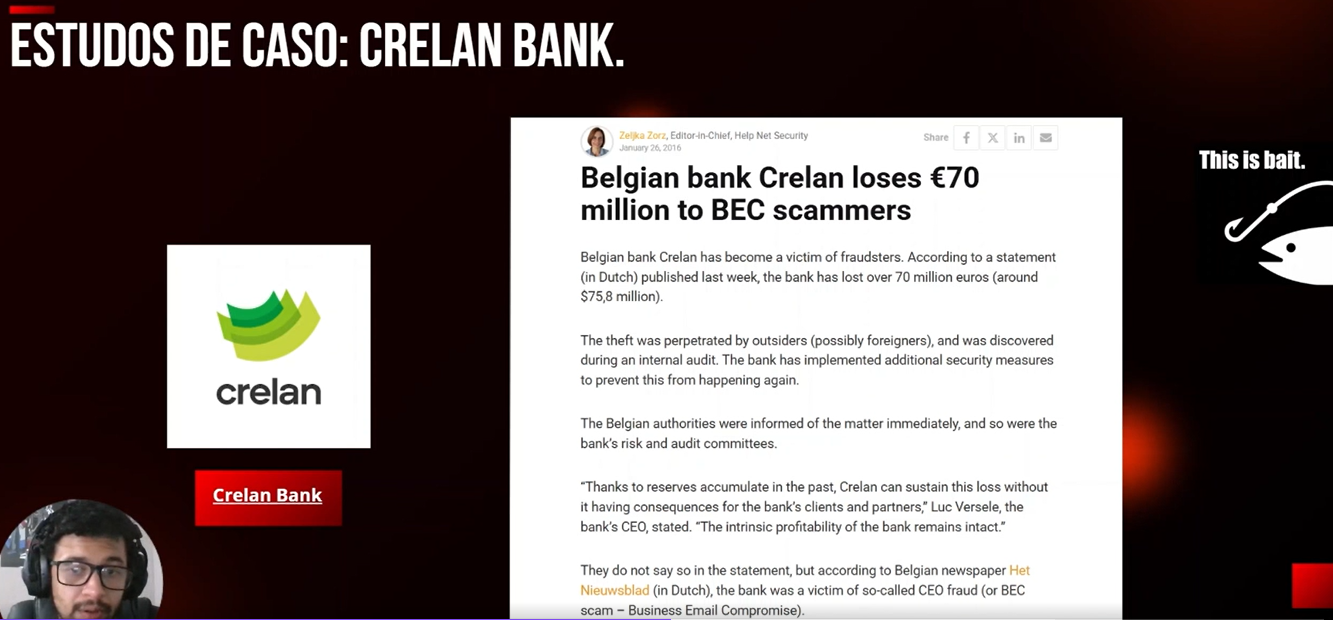 ESTUDOS DE CASO: CRELAN BANK.
Zeljka Zorz, Editor-in-Chief, Help Net Security
January 26, 2016
Share
Belgian bank Crelan loses €70
million to BEC scammers
Belgian bank Crelan has become a victim of fraudsters. According to a statement
(in Dutch) published last week, the bank has lost over 70 million euros (around
$75,8 million).
The theft was perpetrated by outsiders (possibly foreigners), and was discovered
during an internal audit. The bank has implemented additional security measures
to prevent this from happening again.
The Belgian authorities were informed of the matter immediately, and so were the
bank's risk and audit committees.
“Thanks to reserves accumulate in the past, Crelan can sustain this loss without
it having consequences for the bank's clients and partners,” Luc Versele, the
bank's CEO, stated. “The intrinsic profitability of the bank remains intact.”
They do not say so in the statement, but according to Belgian newspaper Het
Nieuwsblad (in Dutch), the bank was a victim of so-called CEO fraud (or BEC
scam – Business Email Compromise).
crelan
Crelan Bank
This is bait.